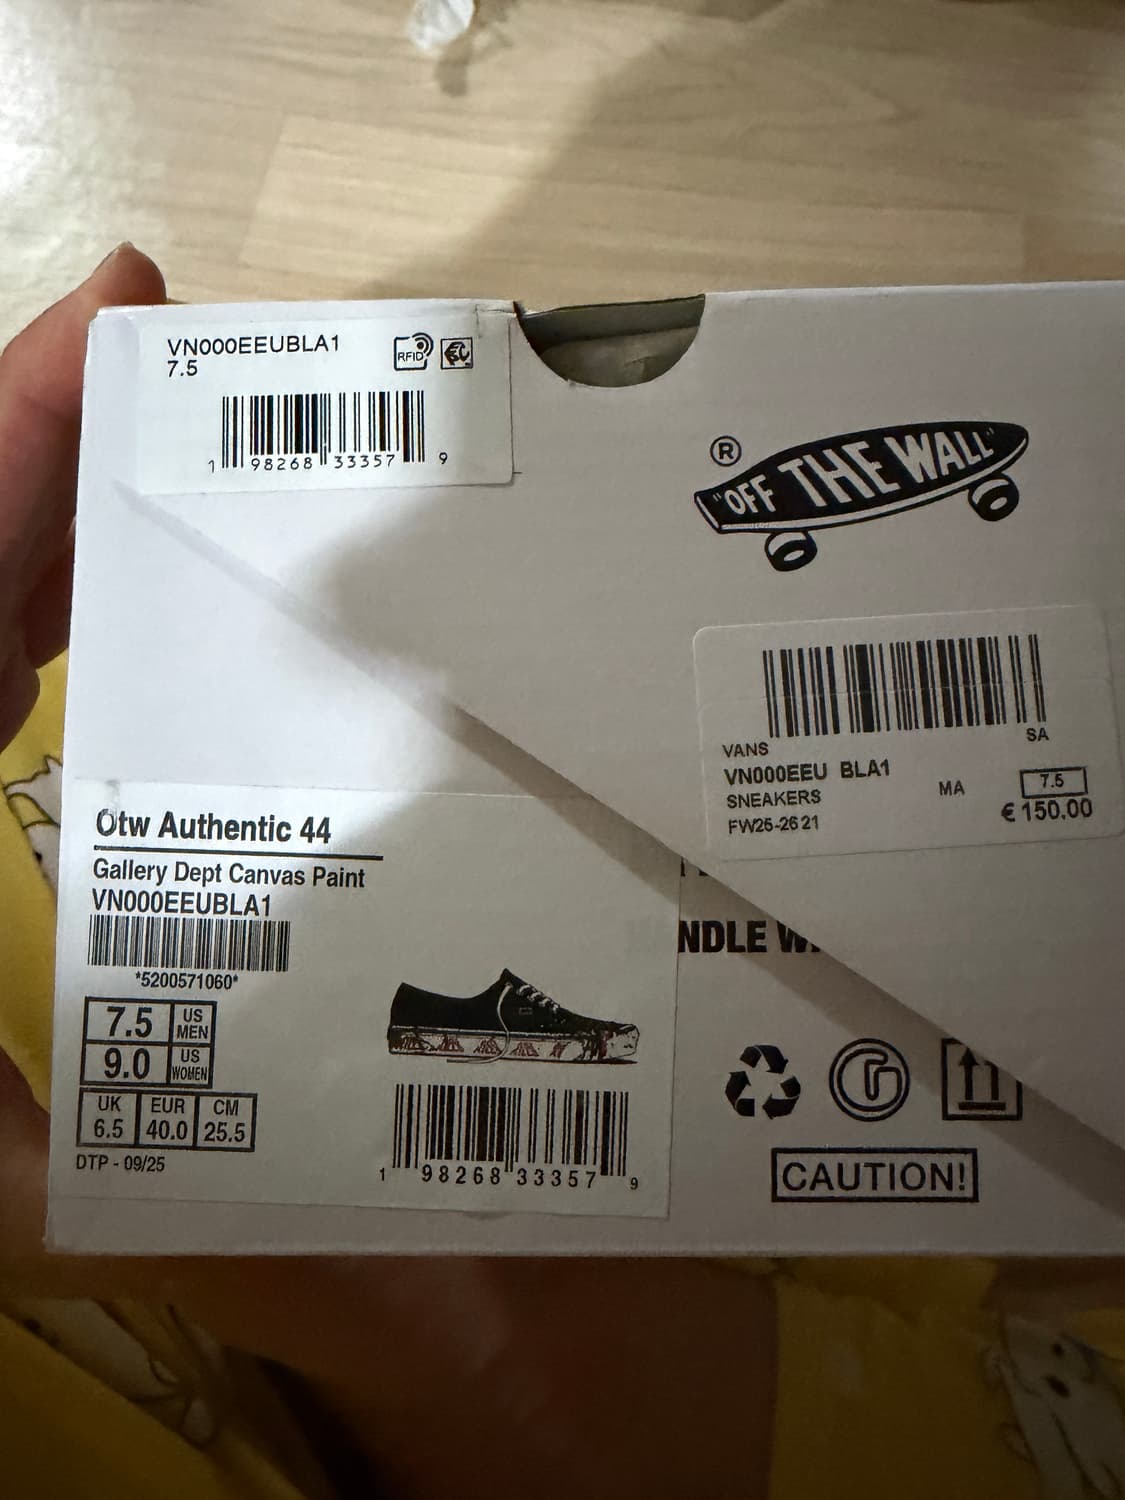 VN000EEUBLA1
7.5
RFID
1 98268 33357 9
®
"OFF THE WALL"
SA
VANS
VN000EEU BLA1
MA
7.5
SNEAKERS
€ 150.00
FW25-26 21
Otw Authentic 44
Gallery Dept Canvas Paint
VN000EEUBLA1
*5200571060*
7.5 US MEN
9.0 US WOMEN
UK EUR CM
6.5 40.0 25.5
DTP - 09/25
1 98268 33357 9
NDLE W
CAUTION!